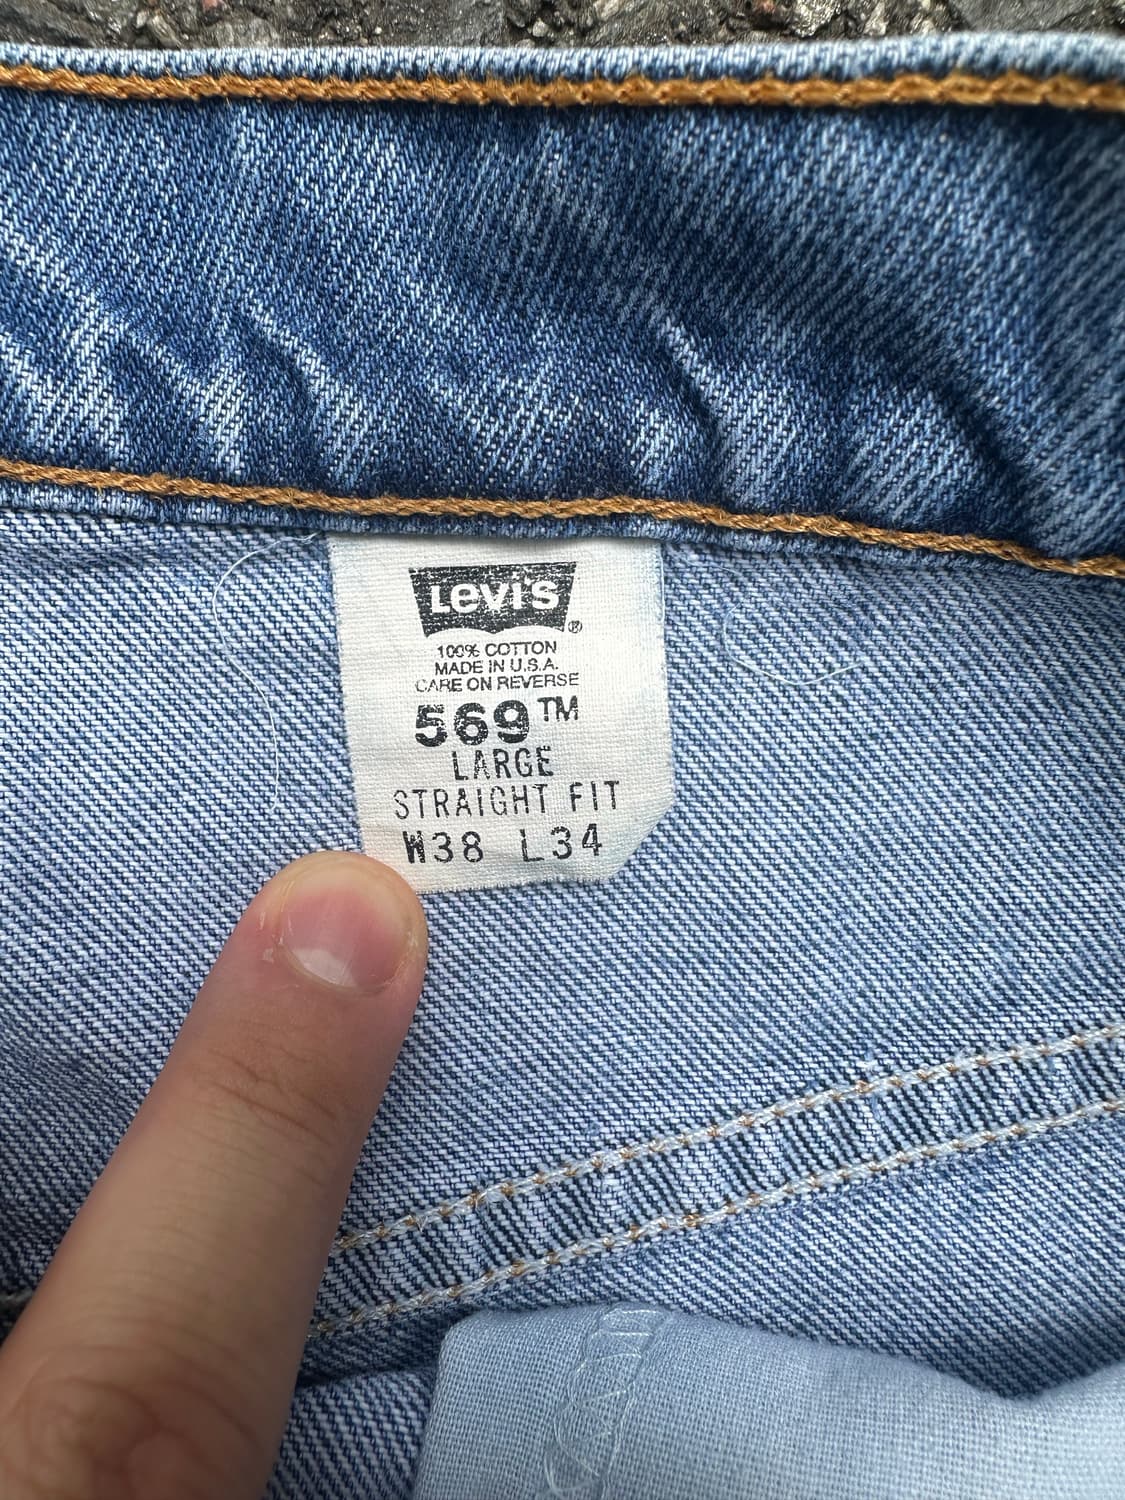 Levi's ®
100% COTTON
MADE IN U.S.A.
CARE ON REVERSE
569™
LARGE
STRAIGHT FIT
W38 L34